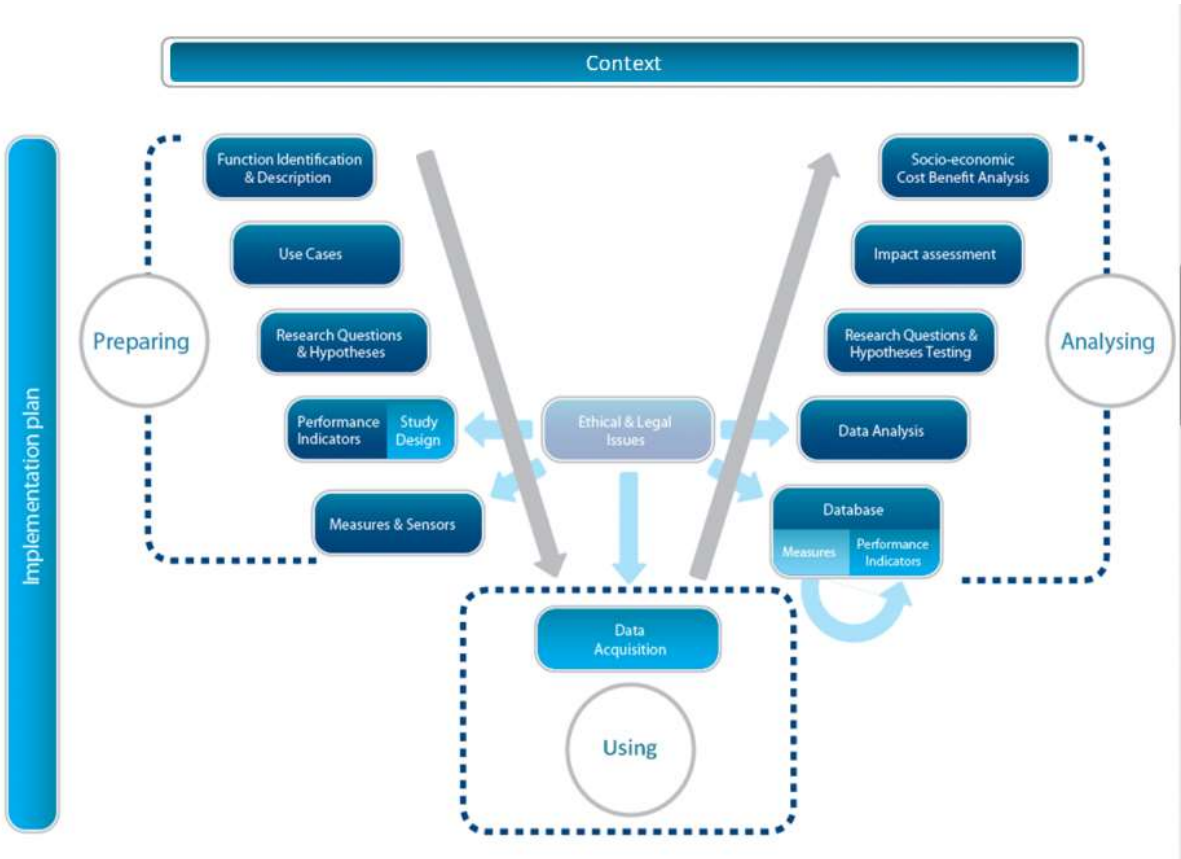 Context
Implementation plan
Preparing
Function Identification
& Description
Use Cases
Research Questions
& Hypotheses
Performance
Indicators
Study
Design
Measures & Sensors
Ethical & Legal
Issues
Data
Acquisition
Using
Socio-economic
Cost Benefit Analysis
Impact assessment
Research Questions &
Hypotheses Testing
Data Analysis
Database
Measures
Performance
Indicators
Analysing